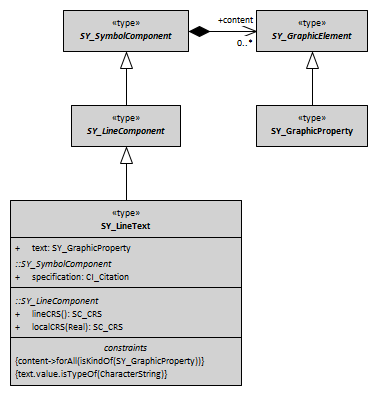 «type»
SY_SymbolComponent
+content
0..*
«type»
SY_GraphicElement
«type»
SY_LineComponent
«type»
SY_GraphicProperty
«type»
SY_LineText
+ text: SY_GraphicProperty
::SY_SymbolComponent
+ specification: CI_Citation
::SY_LineComponent
+ lineCRS(): SC_CRS
+ localCRS(Real): SC_CRS
constraints
{content->forAll(isKindOf(SY_GraphicProperty))}
{text.value.isTypeOf(CharacterString)}